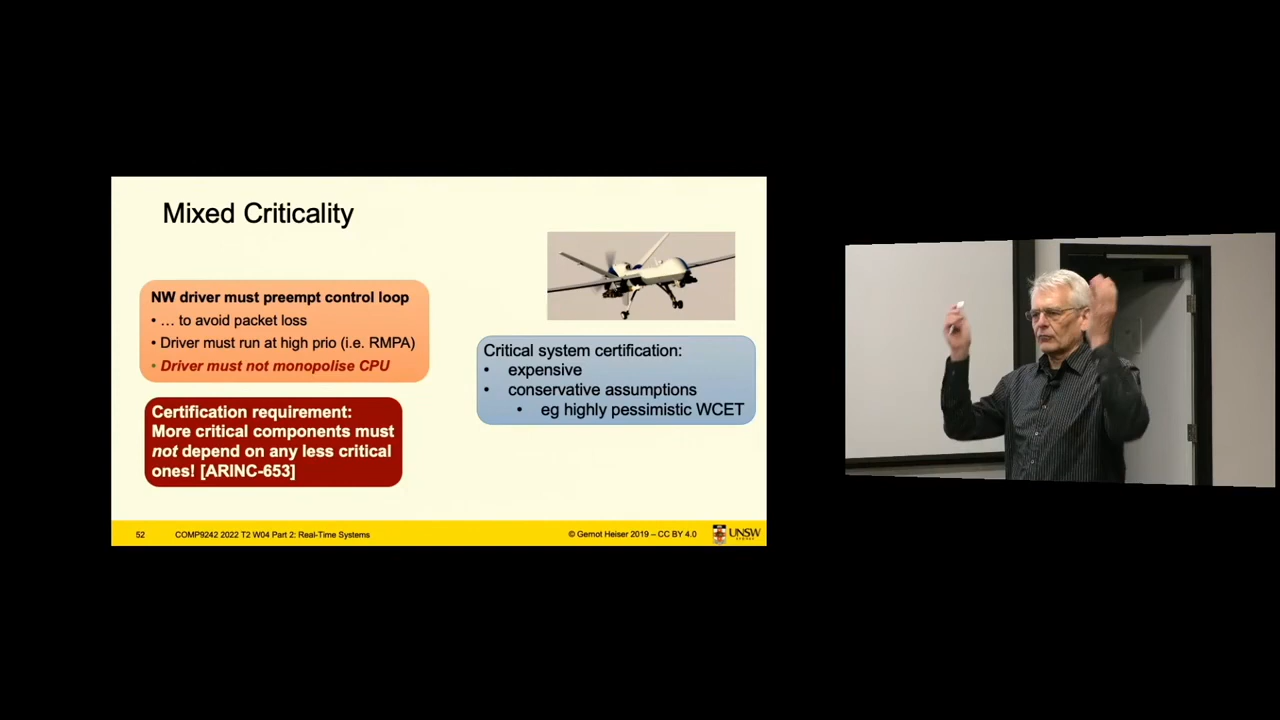 Mixed Criticality
NW driver must preempt control loop
• … to avoid packet loss
• Driver must run at high prio (i.e. RMPA)
• Driver must not monopolise CPU
Certification requirement:
More critical components must
not depend on any less critical
ones! [ARINC-653]
Critical system certification:
• expensive
• conservative assumptions
• eg highly pessimistic WCET
52 COMP9242 2022 T2 W04 Part 2: Real-Time Systems © Gernot Heiser 2019 – CC BY 4.0 UNSW
SYDNEY